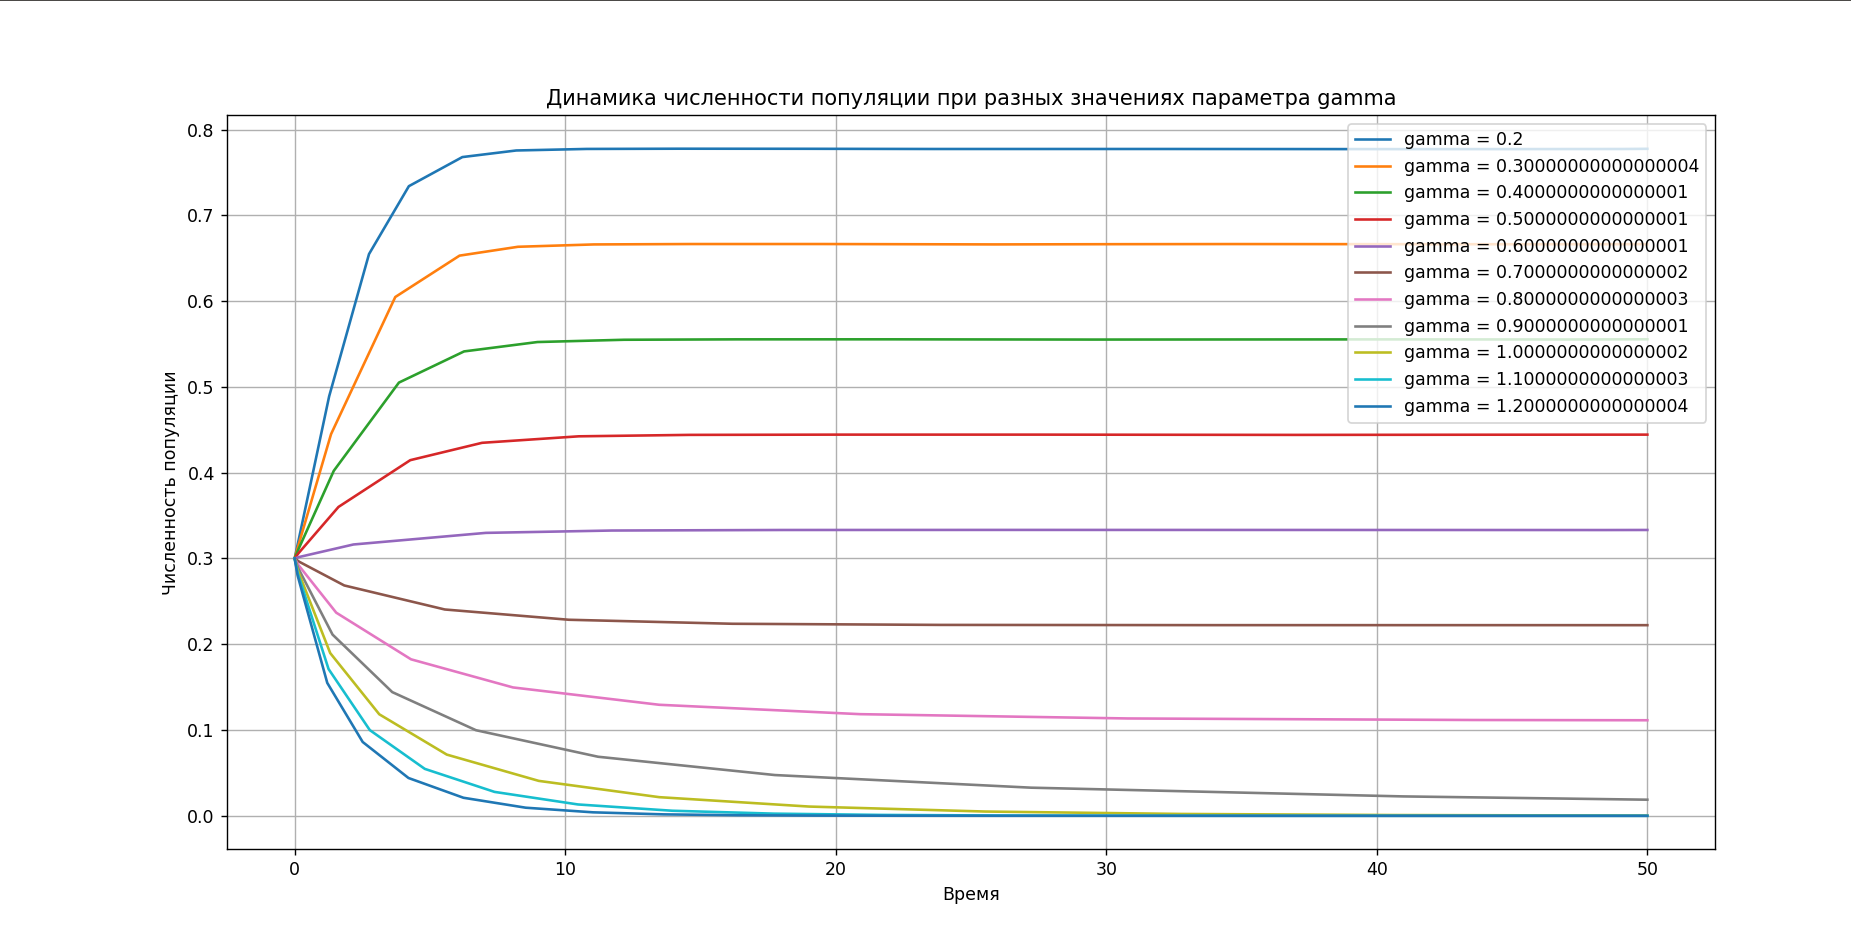 Динамика численности популяции при разных значениях параметра gamma
0.8
0.7
0.6
0.5
0.4
0.3
0.2
0.1
0.0
Численность популяции
gamma = 0.2
gamma = 0.30000000000000004
gamma = 0.4000000000000001
gamma = 0.5000000000000001
gamma = 0.6000000000000001
gamma = 0.7000000000000002
gamma = 0.8000000000000003
gamma = 0.9000000000000001
gamma = 1.0000000000000002
gamma = 1.1000000000000003
gamma = 1.2000000000000004
0 10 20 30 40 50
Время